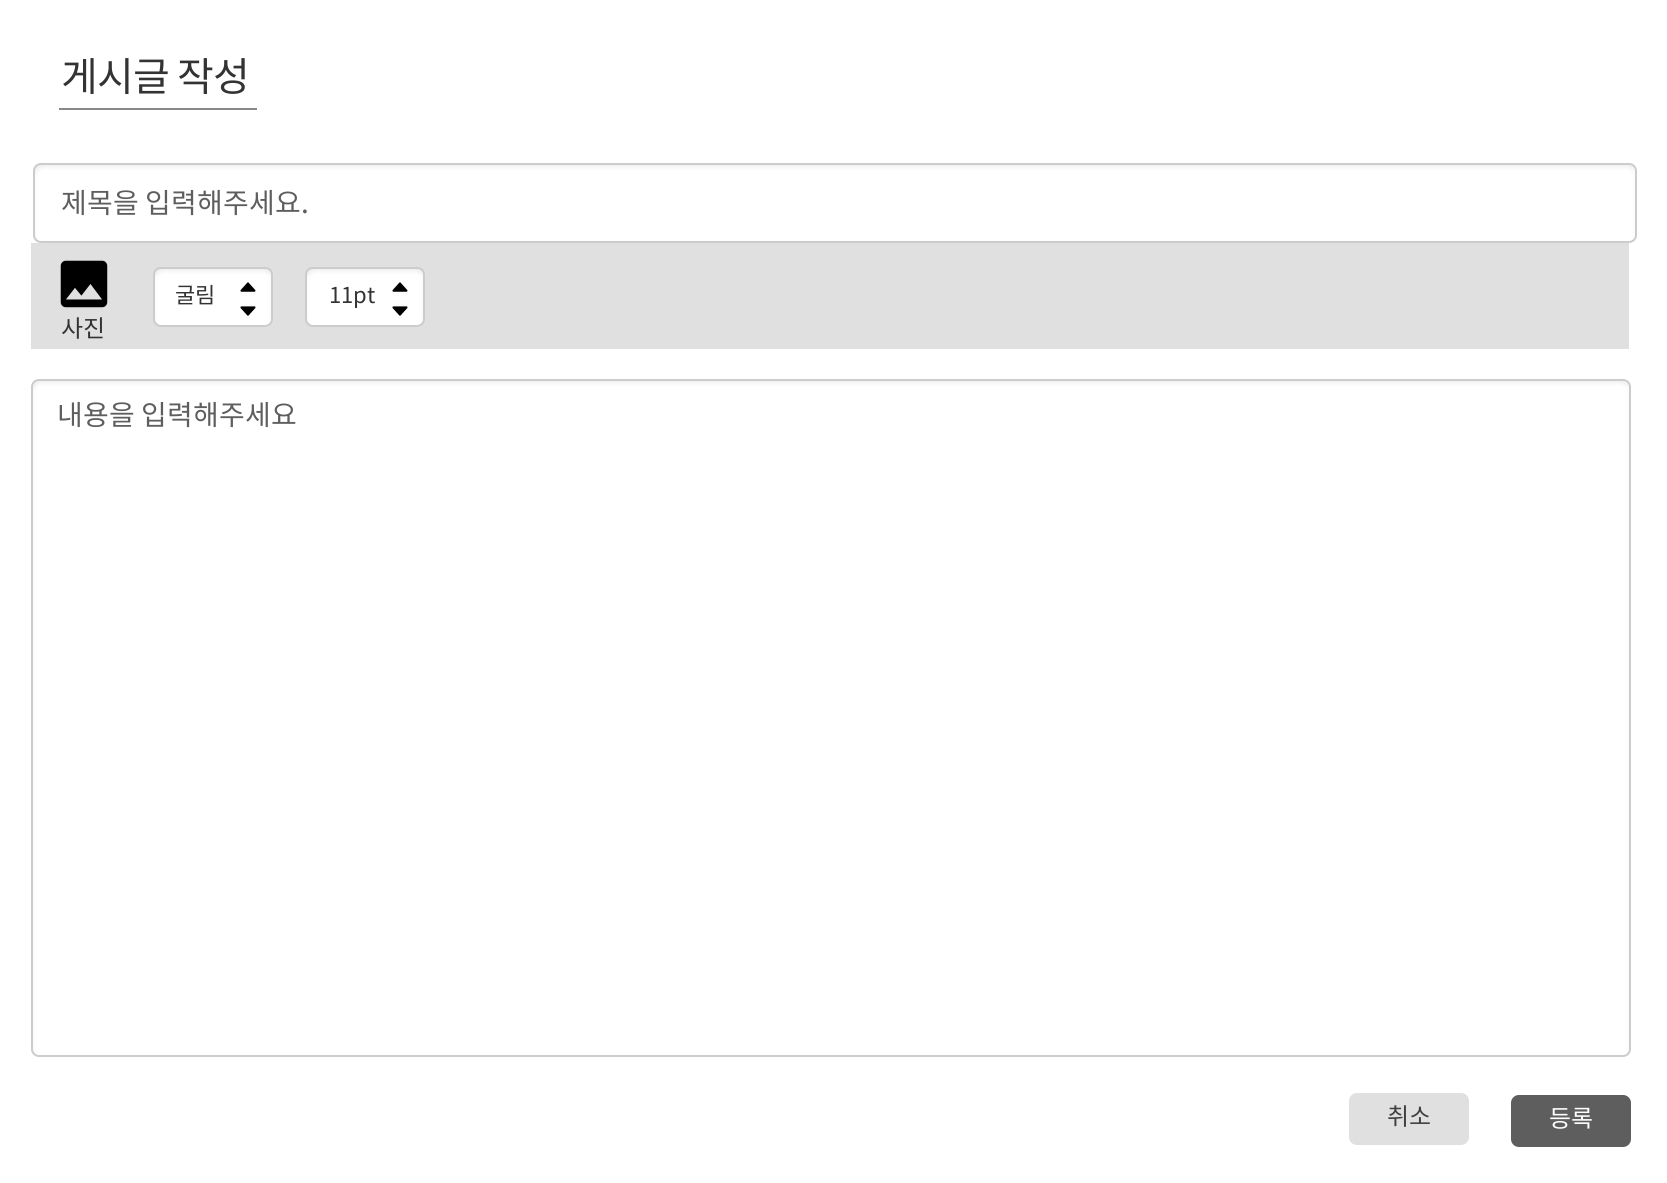 게시글 작성
제목을 입력해주세요.
사진
굴림
11pt
내용을 입력해주세요
취소
등록